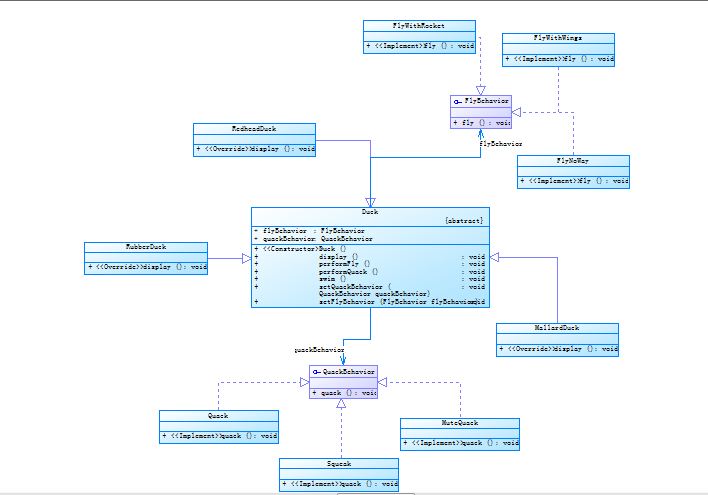 FlyWithRocket
+ <<Implement>>fly () : void
FlyWithWings
+ <<Implement>>fly () : void
FlyBehavior
+ fly () : void
flyBehavior
RedheadDuck
+ <<Override>>display () : void
FlyNoWay
+ <<Implement>>fly () : void
Duck
{abstract}
+ flyBehavior : FlyBehavior
+ quackBehavior: QuackBehavior
+ <<Constructor>>Duck ()
+ display () : void
+ performFly () : void
+ performQuack () : void
+ swim () : void
+ setQuackBehavior ( : void
QuackBehavior quackBehavior)
+ setFlyBehavior (FlyBehavior flyBehavior) void
RubberDuck
+ <<Override>>display () : void
MallardDuck
+ <<Override>>display () : void
quackBehavior
QuackBehavior
+ quack () : void
Quack
+ <<Implement>>quack () : void
MuteQuack
+ <<Implement>>quack () : void
Squeak
+ <<Implement>>quack () : void